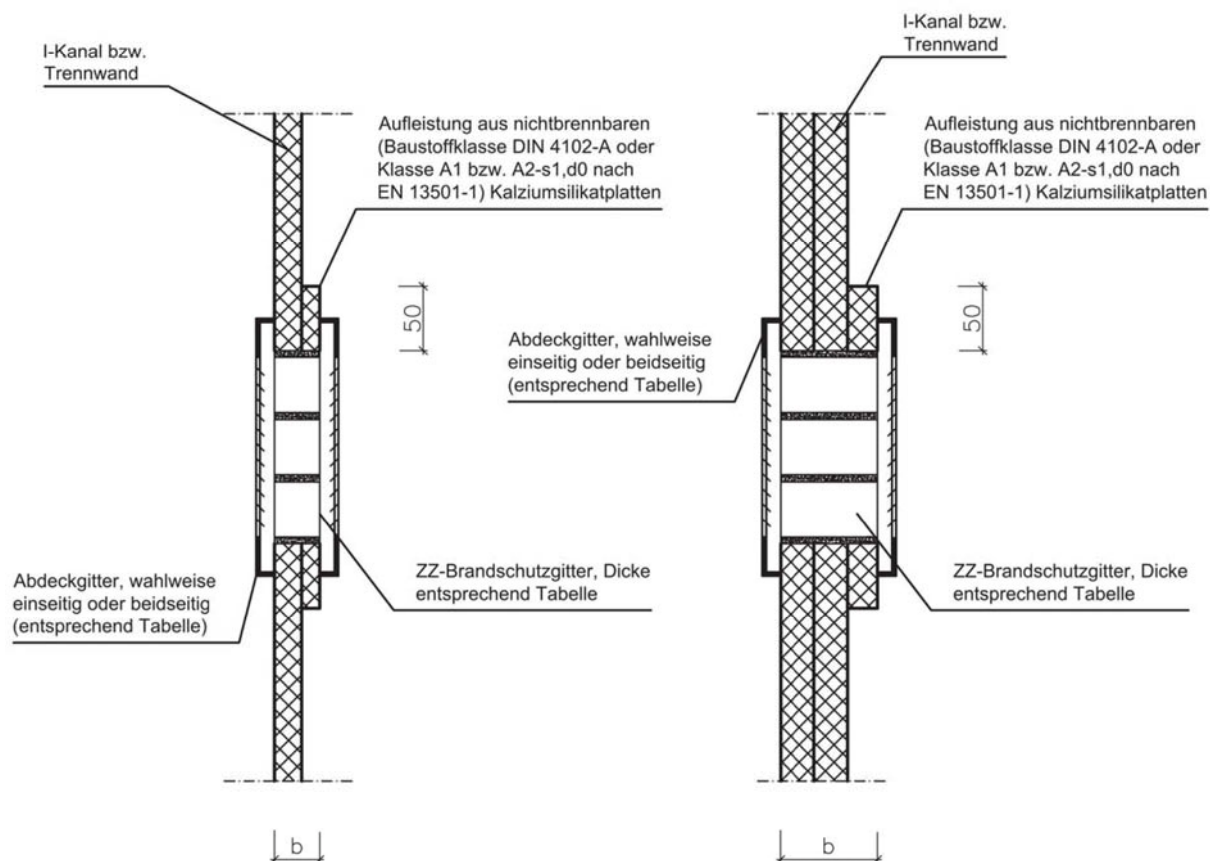 I-Kanal bzw.
Trennwand
Aufleistung aus nichtbrennbaren
(Baustoffklasse DIN 4102-A oder
Klasse A1 bzw. A2-s1,d0 nach
EN 13501-1) Kalziumsilikatplatten
50
Abdeckgitter, wahlweise
einseitig oder beidseitig
(entsprechend Tabelle)
ZZ-Brandschutzgitter, Dicke
entsprechend Tabelle
b
I-Kanal bzw.
Trennwand
Aufleistung aus nichtbrennbaren
(Baustoffklasse DIN 4102-A oder
Klasse A1 bzw. A2-s1,d0 nach
EN 13501-1) Kalziumsilikatplatten
50
Abdeckgitter, wahlweise
einseitig oder beidseitig
(entsprechend Tabelle)
ZZ-Brandschutzgitter, Dicke
entsprechend Tabelle
b